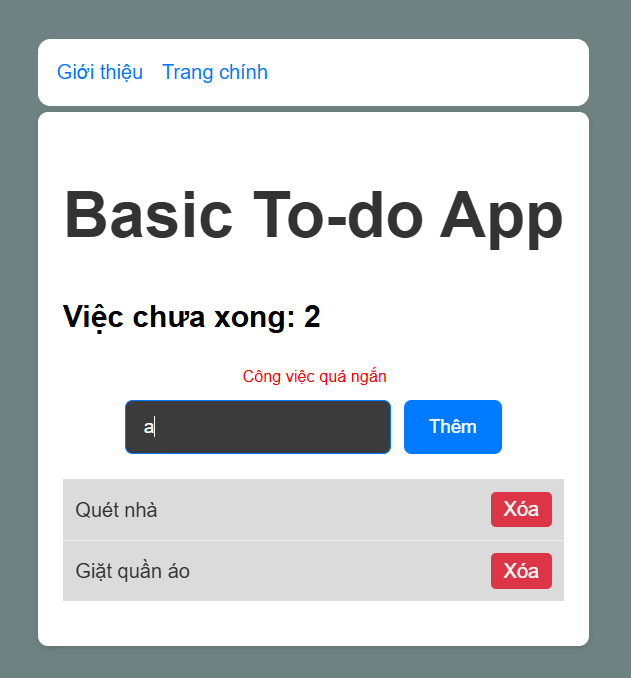 Giới thiệu Trang chính
Basic To-do App
Việc chưa xong: 2
Công việc quá ngắn
a Thêm
Quét nhà Xóa
Giặt quần áo Xóa